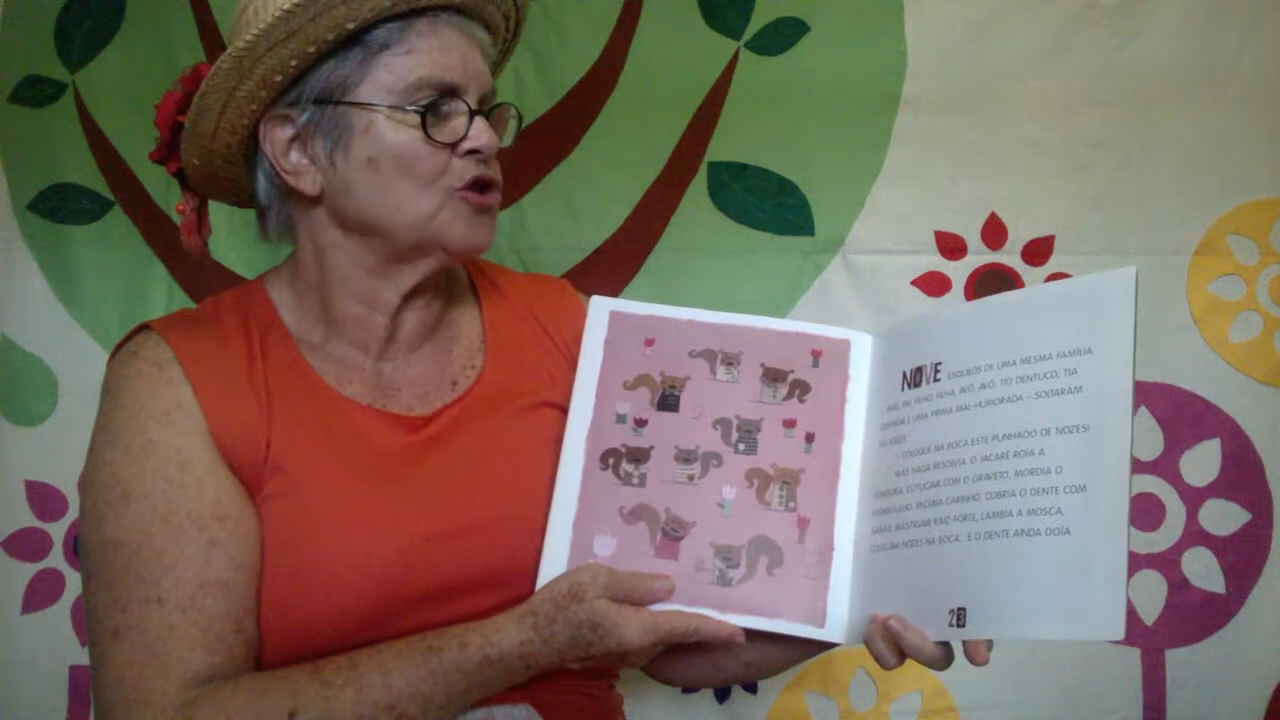 NOVE ESQUILOS DE UMA MESMA FAMÍLIA
– MÃE, PAI, FILHO, FILHA, AVÓ, AVÔ, TIO DENTUÇO, TIA
E UMA PRIMA MAL-HUMORADA – SOLTARAM
– COLOQUE NA BOCA ESTE PUNHADO DE NOZES!
MAS NADA RESOLVIA. O JACARÉ ROÍA A
CENOURA, CUTUCAVA COM O GRAVETO, MORDIA O
RECEBIA CARINHO, COBRIA O DENTE COM
SABÃO, MASTIGAVA RAIZ-FORTE, LAMBIA A MOSCA,
COLOCAVA NOZES NA BOCA... E O DENTE AINDA DOÍA.
23